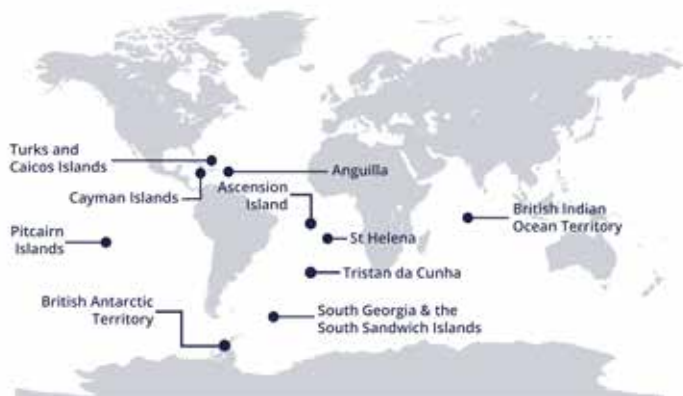 Turks and
Caicos Islands
Anguilla
Cayman Islands
Ascension
Island
British Indian
Ocean Territory
Pitcairn
Islands
St Helena
Tristan da Cunha
British Antarctic
Territory
South Georgia & the
South Sandwich Islands